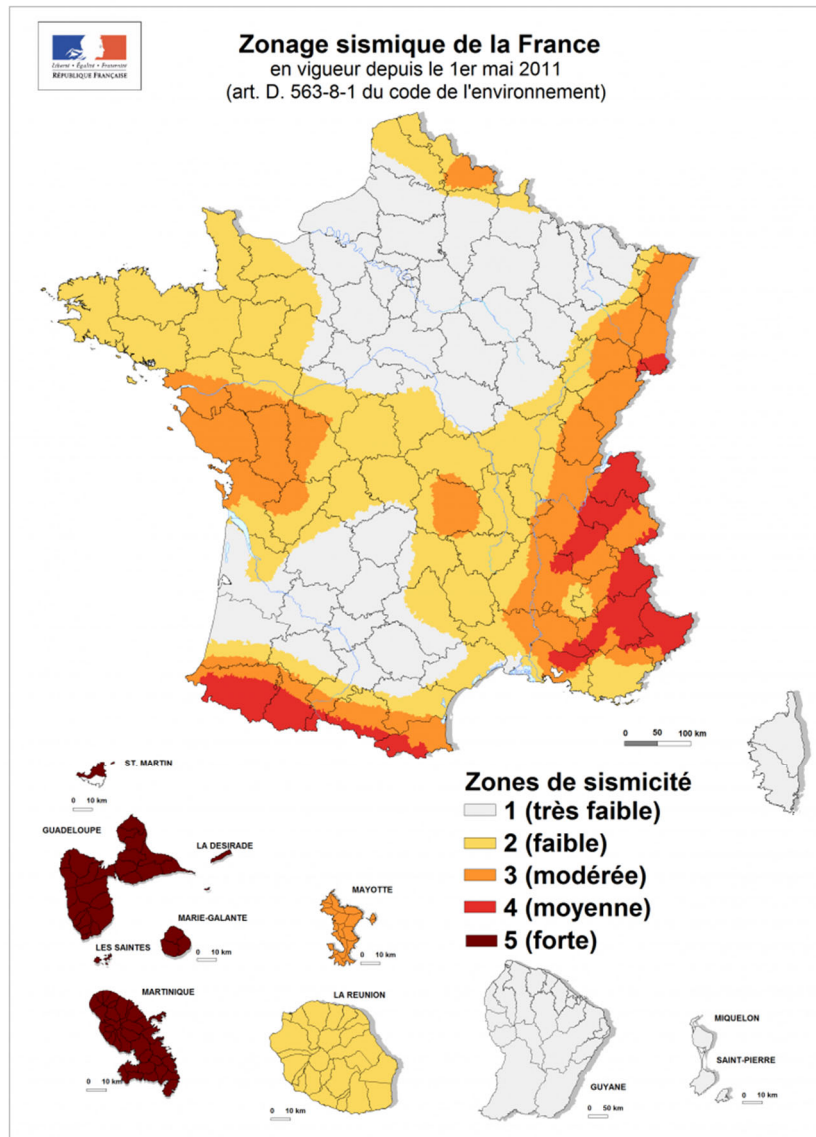 Liberté • Égalité • Fraternité
RÉPUBLIQUE FRANÇAISE
Zonage sismique de la France
en vigueur depuis le 1er mai 2011
(art. D. 563-8-1 du code de l'environnement)
0 50 100 km
ST. MARTIN
0 10 km
GUADELOUPE
LA DESIRADE
MARIE-GALANTE
LES SAINTES
0 10 km
MAYOTTE
0 10 km
Zones de sismicité
1 (très faible)
2 (faible)
3 (modérée)
4 (moyenne)
5 (forte)
MARTINIQUE
0 10 km
LA REUNION
0 10 km
GUYANE
0 50 km
MIQUELON
SAINT-PIERRE
0 10 km